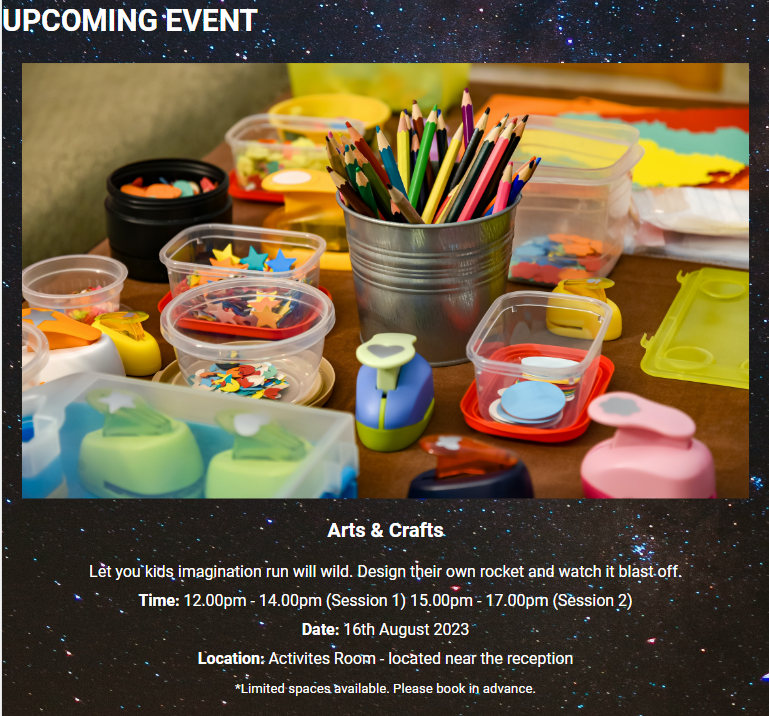 UPCOMING EVENT
Arts & Crafts
Let you kids imagination run will wild. Design their own rocket and watch it blast off.
Time: 12.00pm - 14.00pm (Session 1) 15.00pm - 17.00pm (Session 2)
Date: 16th August 2023
Location: Activites Room - located near the reception
*Limited spaces available. Please book in advance.